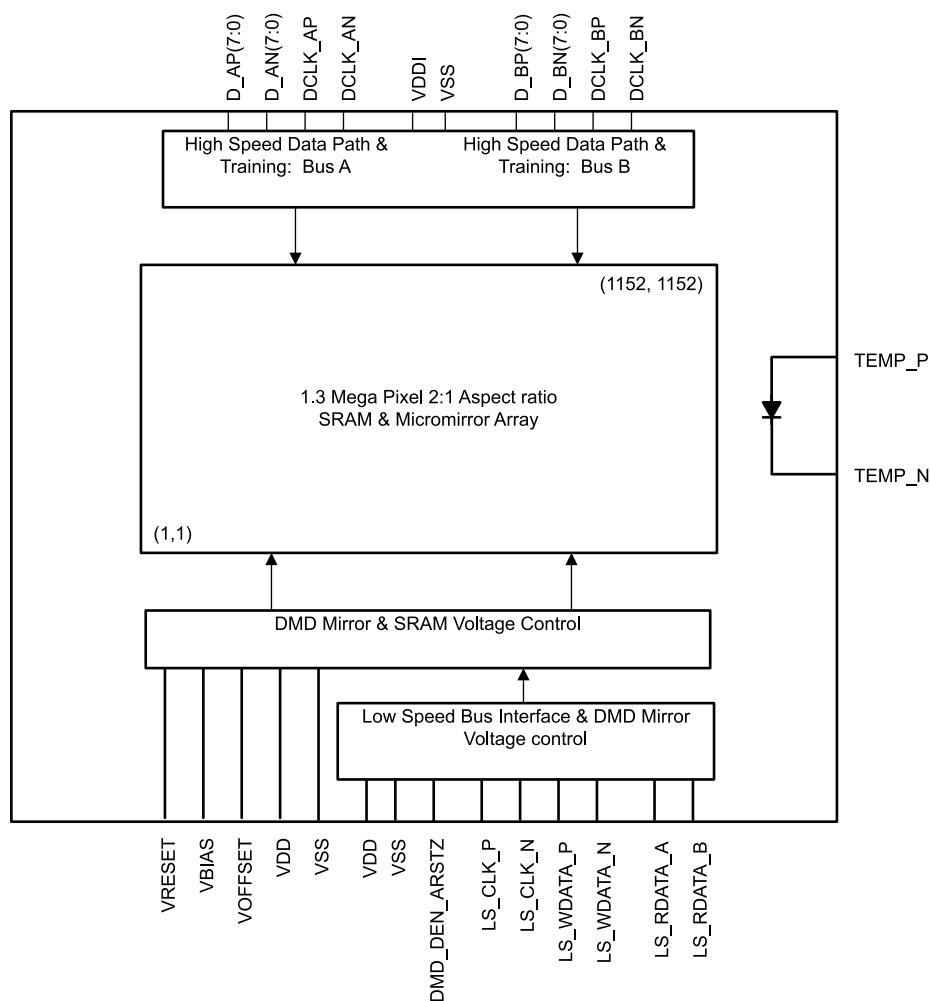 D_AP(7:0)
D_AN(7:0)
DCLK_AP
DCLK_AN
VDDI
VSS
D_BP(7:0)
D_BN(7:0)
DCLK_BP
DCLK_BN
High Speed Data Path &
Training: Bus A
High Speed Data Path &
Training: Bus B
(1152, 1152)
1.3 Mega Pixel 2:1 Aspect ratio
SRAM & Micromirror Array
(1,1)
TEMP_P
TEMP_N
DMD Mirror & SRAM Voltage Control
Low Speed Bus Interface & DMD Mirror
Voltage control
VRESET
VBIAS
VOFFSET
VDD
VSS
VDD
VSS
DMD_DEN_ARSTZ
LS_CLK_P
LS_CLK_N
LS_WDATA_P
LS_WDATA_N
LS_RDATA_A
LS_RDATA_B